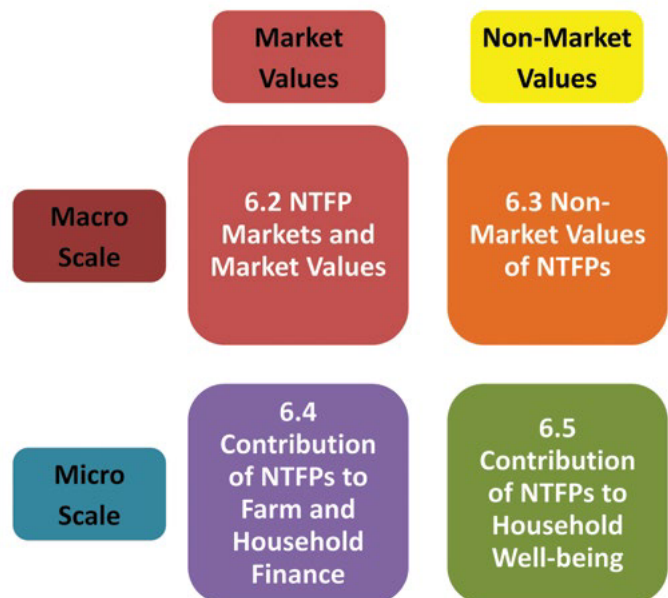 Market
Values
Non-Market
Values
Macro
Scale
6.2 NTFP
Markets and
Market Values
6.3 Non-
Market Values
of NTFPs
Micro
Scale
6.4
Contribution
of NTFPs to
Farm and
Household
Finance
6.5
Contribution
of NTFPs to
Household
Well-being